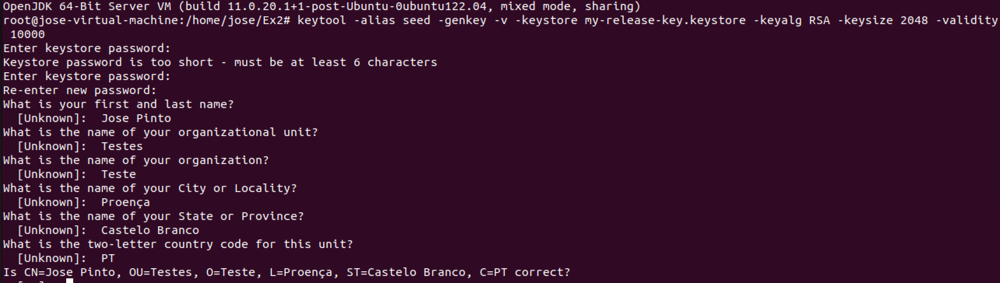 OpenJDK 64-Bit Server VM (build 11.0.20.1+1-post-Ubuntu-0ubuntu122.04, mixed mode, sharing)
root@jose-virtual-machine:/home/jose/Ex2# keytool -alias seed -genkey -v -keystore my-release-key.keystore -keyalg RSA -keysize 2048 -validity
 10000
Enter keystore password:
Keystore password is too short - must be at least 6 characters
Enter keystore password:
Re-enter new password:
What is your first and last name?
  [Unknown]:  Jose Pinto
What is the name of your organizational unit?
  [Unknown]:  Testes
What is the name of your organization?
  [Unknown]:  Teste
What is the name of your City or Locality?
  [Unknown]:  Proença
What is the name of your State or Province?
  [Unknown]:  Castelo Branco
What is the two-letter country code for this unit?
  [Unknown]:  PT
Is CN=Jose Pinto, OU=Testes, O=Teste, L=Proença, ST=Castelo Branco, C=PT correct?